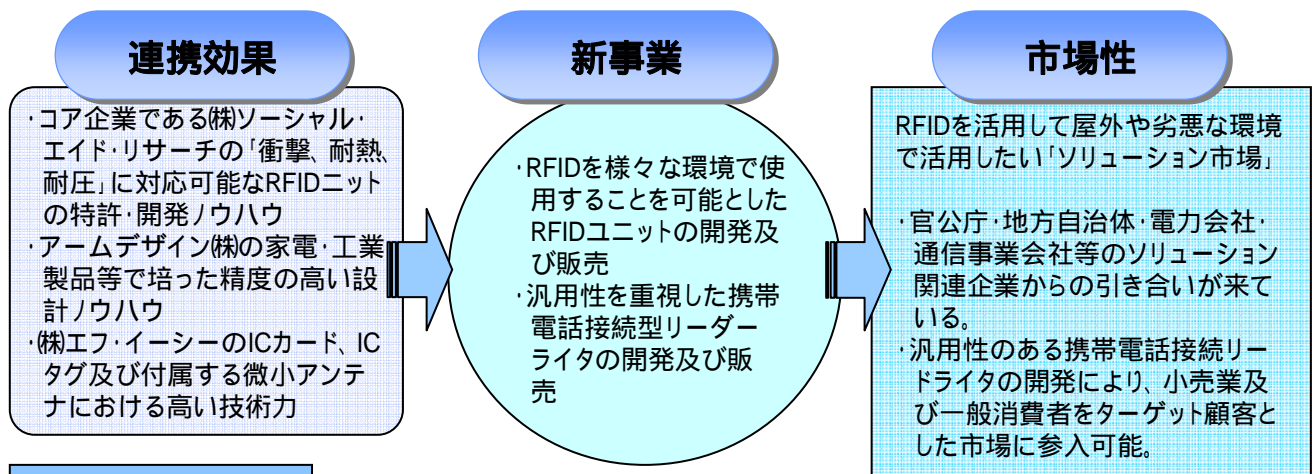 連携効果
・コア企業である㈱ソーシャル・
エイド・リサーチの「衝撃、耐熱、
耐圧」に対応可能なRFIDニット
の特許・開発ノウハウ
・アームデザイン㈱の家電・工業
製品等で培った精度の高い設
計ノウハウ
・㈱エフ・イーシーのICカード、IC
タグ及び付属する微小アンテ
ナにおける高い技術力
新事業
・RFIDを様々な環境で使
用することを可能とした
RFIDユニットの開発及
び販売
・汎用性を重視した携帯
電話接続型リーダー
ライタの開発及び販
売
市場性
RFIDを活用して屋外や劣悪な環境
で活用したい「ソリューション市場」
・官公庁・地方自治体・電力会社・
通信事業会社等のソリューション
関連企業からの引き合いが来て
いる。
・汎用性のある携帯電話接続リー
ドライタの開発により、小売業及
び一般消費者をターゲット顧客と
した市場に参入可能。